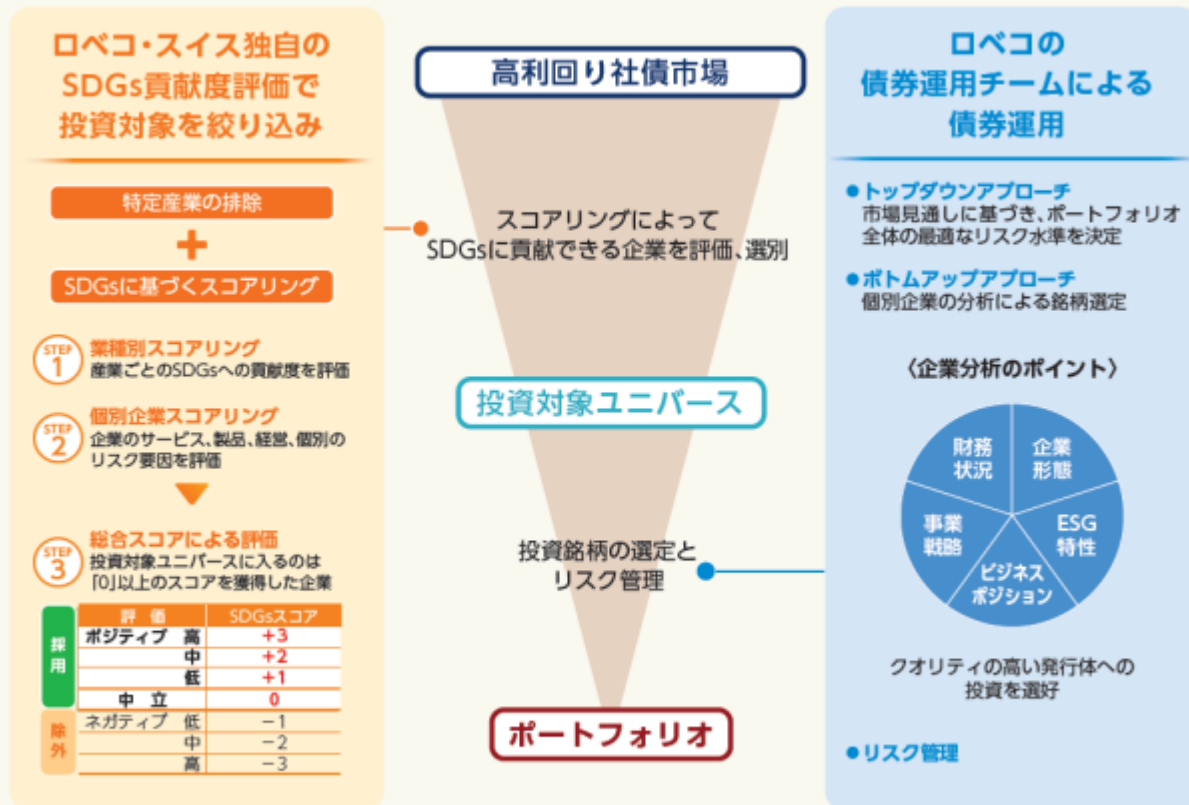 ロベコ・スイス独自の
SDGs貢献度評価で
投資対象を絞り込み
特定産業の排除
+
SDGsに基づくスコアリング
STEP
1
業種別スコアリング
産業ごとのSDGsへの貢献度を評価
STEP
2
個別企業スコアリング
企業のサービス、製品、経営、個別の
リスク要因を評価
STEP
3
総合スコアによる評価
投資対象ユニバースに入るのは
「0」以上のスコアを獲得した企業
評 価 SDGsスコア
採用
ポジティブ 高 +3
中 +2
低 +1
中 立 0
除外
ネガティブ 低 −1
中 −2
高 −3
高利回り社債市場
スコアリングによって
SDGsに貢献できる企業を評価、選別
投資対象ユニバース
投資銘柄の選定と
リスク管理
ポートフォリオ
ロベコの
債券運用チームによる
債券運用
●トップダウンアプローチ
市場見通しに基づき、ポートフォリオ
全体の最適なリスク水準を決定
●ボトムアップアプローチ
個別企業の分析による銘柄選定
〈企業分析のポイント〉
財務
状況
企業
形態
事業
戦略
ESG
特性
ビジネス
ポジション
クオリティの高い発行体への
投資を選好
●リスク管理